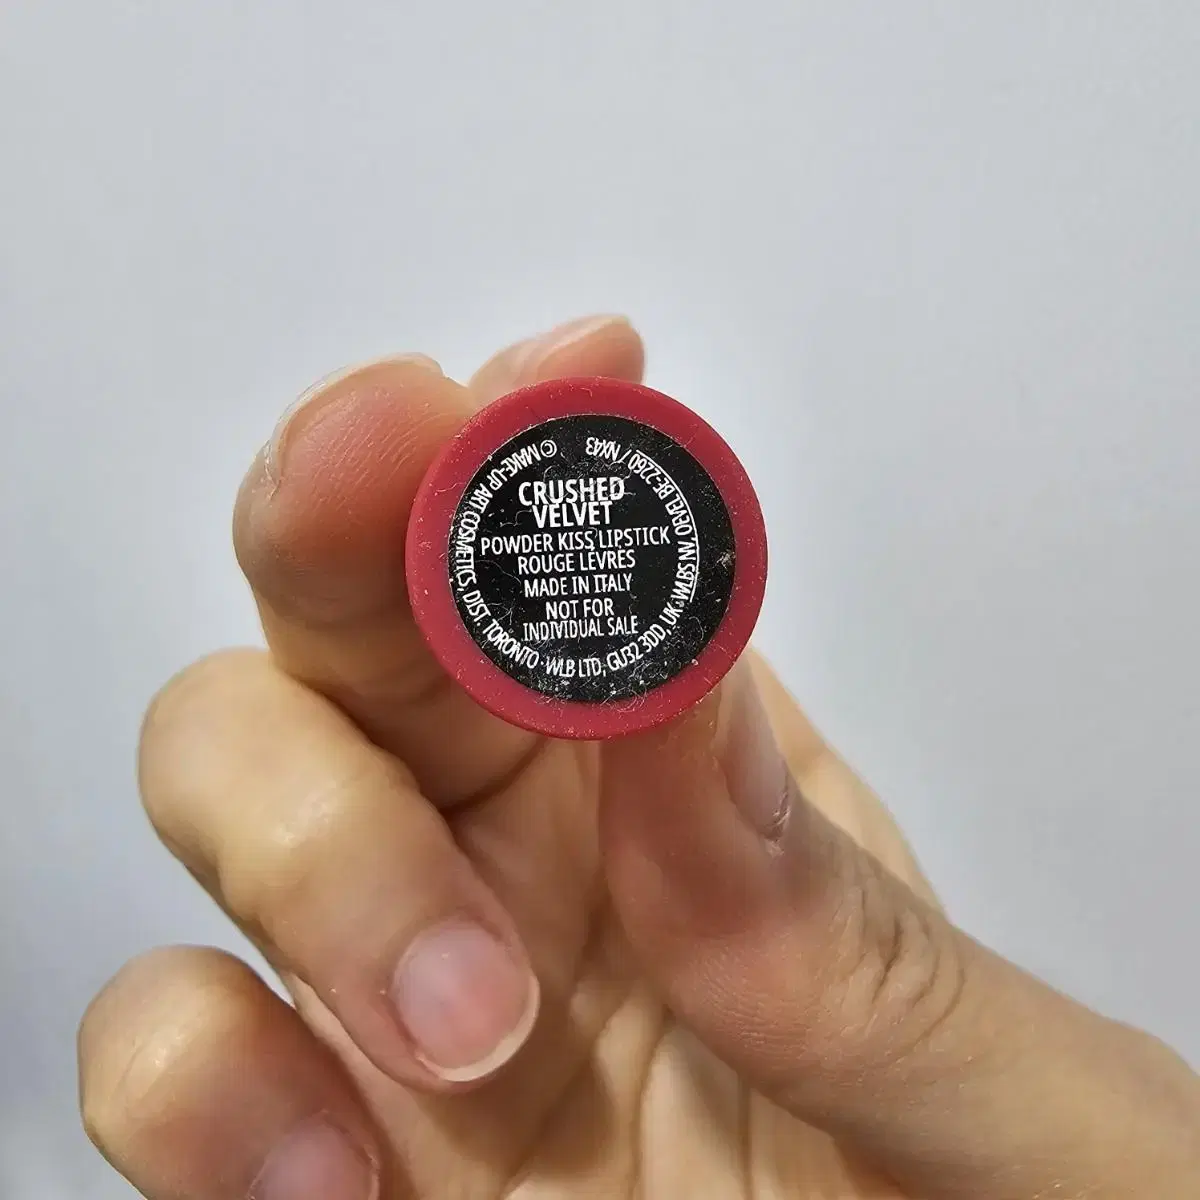 CRUSHED
VELVET
POWDER KISS LIPSTICK
ROUGE LÈVRES
MADE IN ITALY
NOT FOR
INDIVIDUAL SALE
© MAKE-UP ART COSMETICS, DIST. TORONTO · WLB LTD, GU32 3DD, UK · WLBS NV, OEVEL BE-2260 / NX43